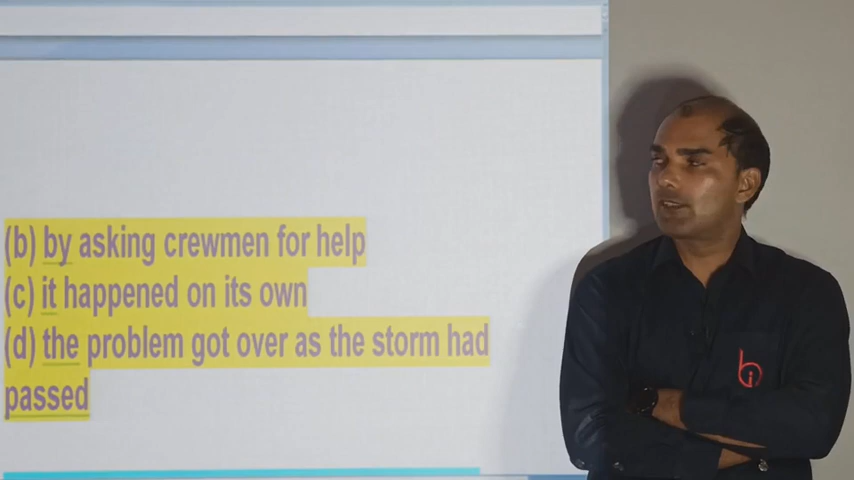 (b) by asking crewmen for help
(c) it happened on its own
(d) the problem got over as the storm had
passed